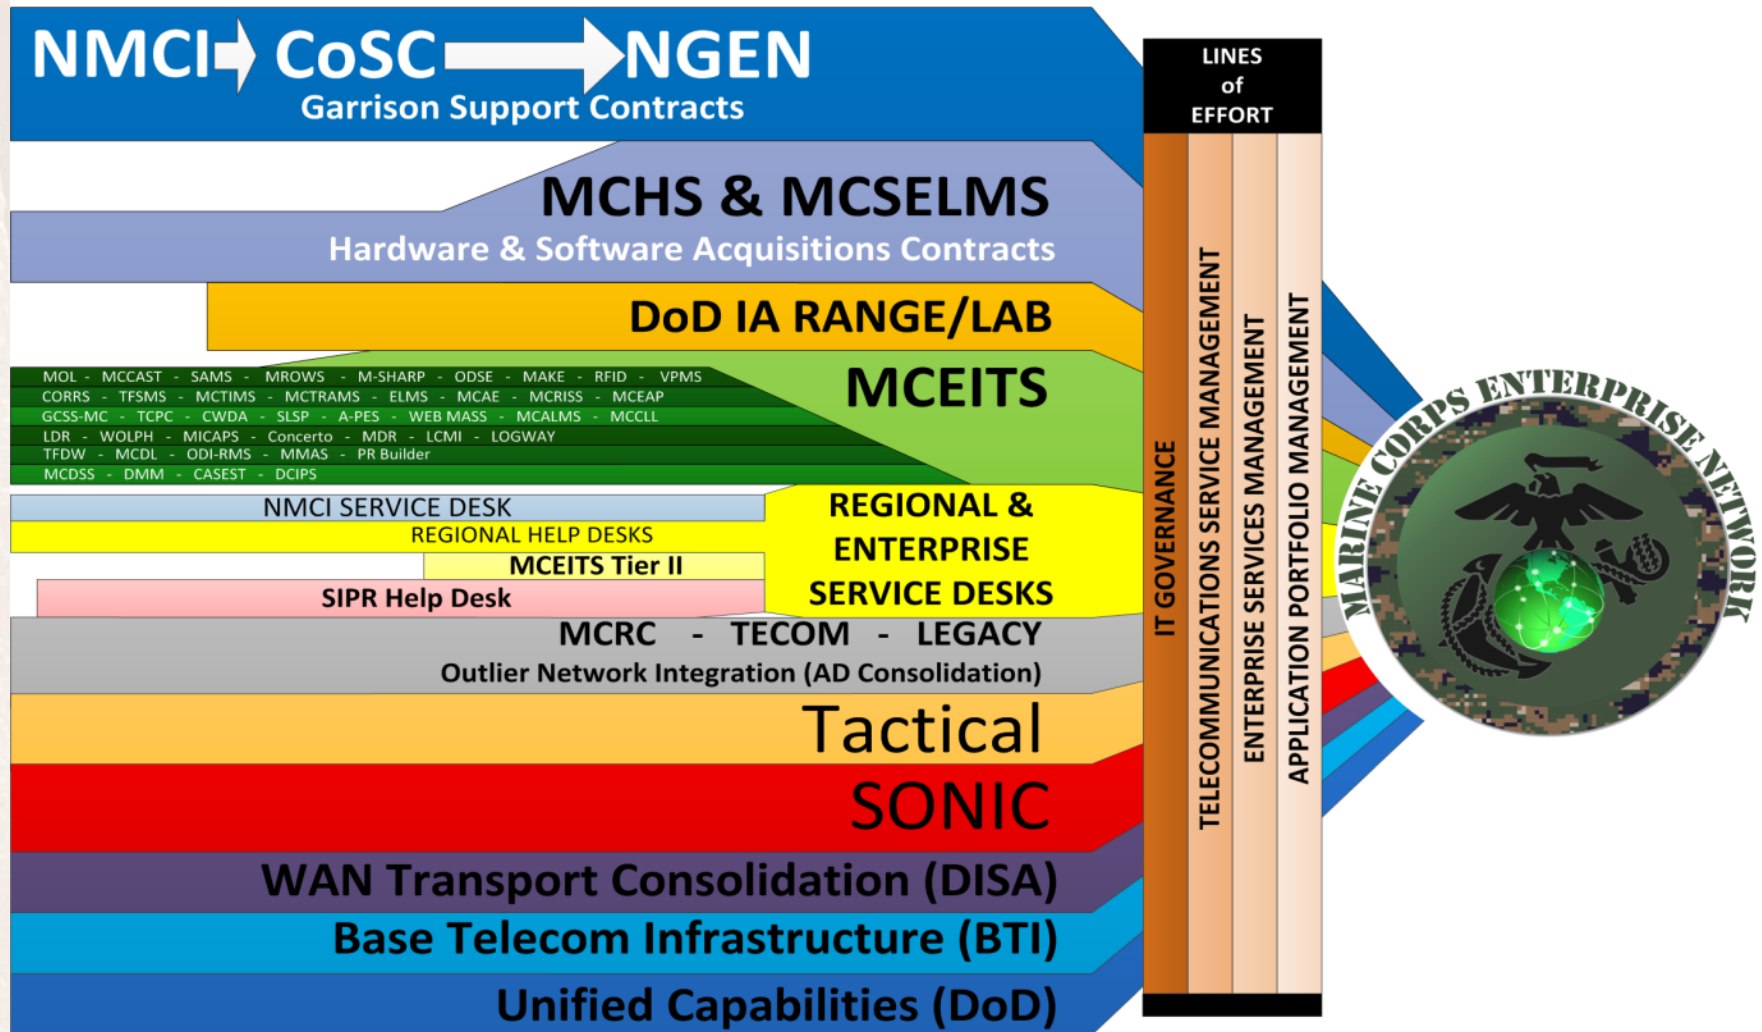 NMCI CoSC NGEN
Garrison Support Contracts
MCHS & MCSELMS
Hardware & Software Acquisitions Contracts
DoD IA RANGE/LAB
MCEITS
MOL - MCCAST - SAMS - MROWS - M-SHARP - ODSE - MAKE - RFID - VPMS
CORRS - TFSMS - MCTIMS - MCTRAMS - ELMS - MCAE - MCRISS - MCEAP
GCSS-MC - TCPC - CWDA - SLSP - A-PES - WEB MASS - MCALMS - MCCLL
LDR - WOLPH - MICAPS - Concerto - MDR - LCMI - LOGWAY
TFDW - MCDL - ODI-RMS - MMAS - PR Builder
MCDSS - DMM - CASEST - DCIPS
NMCI SERVICE DESK
REGIONAL HELP DESKS
MCEITS Tier II
SIPR Help Desk
REGIONAL &
ENTERPRISE
SERVICE DESKS
MCRC - TECOM - LEGACY
Outlier Network Integration (AD Consolidation)
Tactical
SONIC
WAN Transport Consolidation (DISA)
Base Telecom Infrastructure (BTI)
Unified Capabilities (DoD)
LINES
of
EFFORT
IT GOVERNANCE
TELECOMMUNICATIONS SERVICE MANAGEMENT
ENTERPRISE SERVICES MANAGEMENT
APPLICATION PORTFOLIO MANAGEMENT
MARINE CORPS ENTERPRISE NETWORK